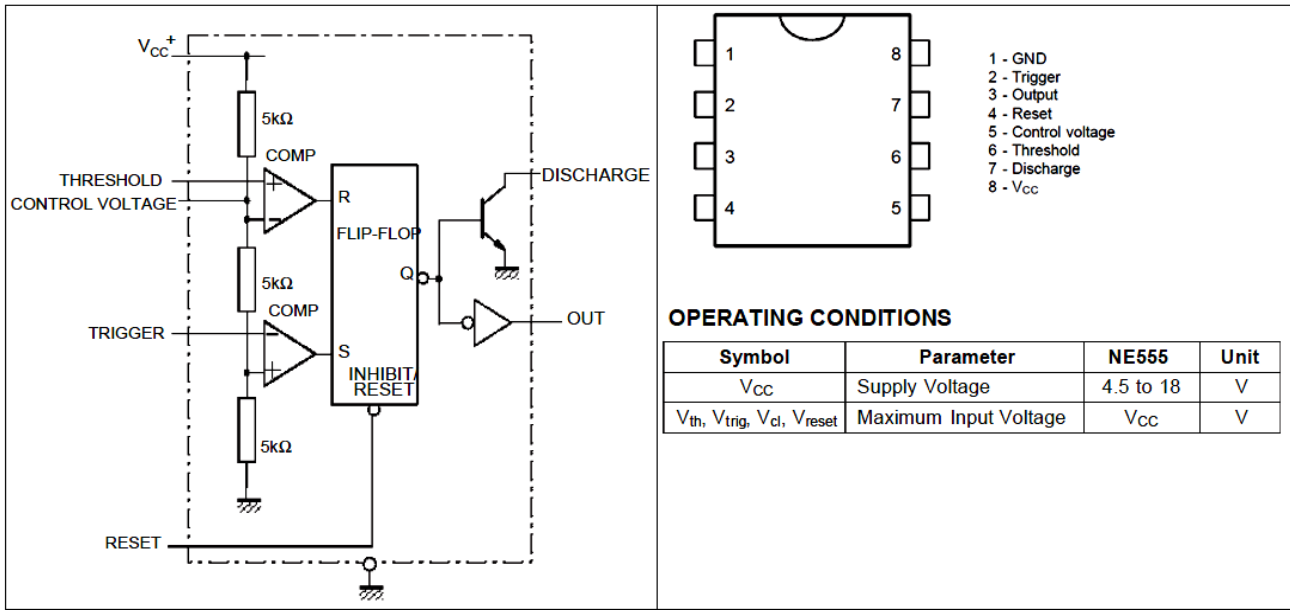 VCC+
5kΩ
COMP
THRESHOLD
CONTROL VOLTAGE
R
DISCHARGE
FLIP-FLOP
Q
5kΩ
COMP
TRIGGER
OUT
S
INHIBIT/
RESET
5kΩ
RESET
1
2
3
4
8
7
6
5
1 - GND
2 - Trigger
3 - Output
4 - Reset
5 - Control voltage
6 - Threshold
7 - Discharge
8 - VCC
OPERATING CONDITIONS
Symbol Parameter NE555 Unit
VCC Supply Voltage 4.5 to 18 V
Vth, Vtrig, Vcl, Vreset Maximum Input Voltage VCC V